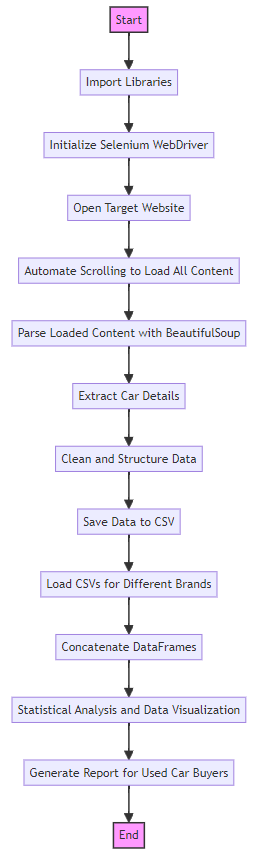 Start
Import Libraries
Initialize Selenium WebDriver
Open Target Website
Automate Scrolling to Load All Content
Parse Loaded Content with BeautifulSoup
Extract Car Details
Clean and Structure Data
Save Data to CSV
Load CSVs for Different Brands
Concatenate DataFrames
Statistical Analysis and Data Visualization
Generate Report for Used Car Buyers
End